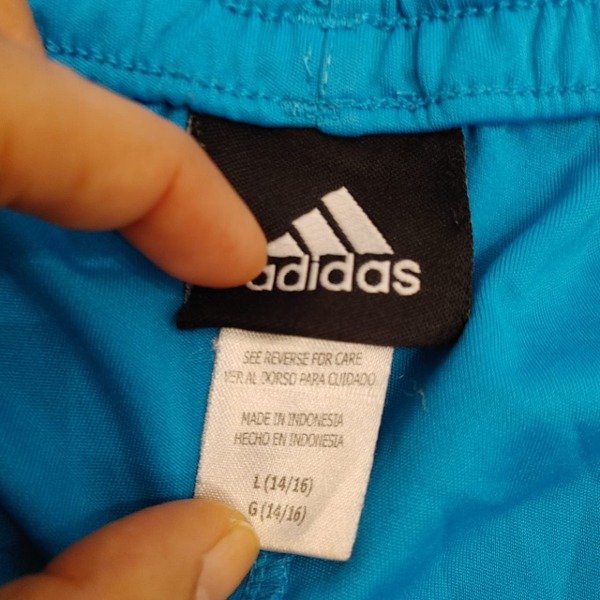 adidas
SEE REVERSE FOR CARE
VER AL DORSO PARA CUIDADO
MADE IN INDONESIA
HECHO EN INDONESIA
L (14/16)
G (14/16)